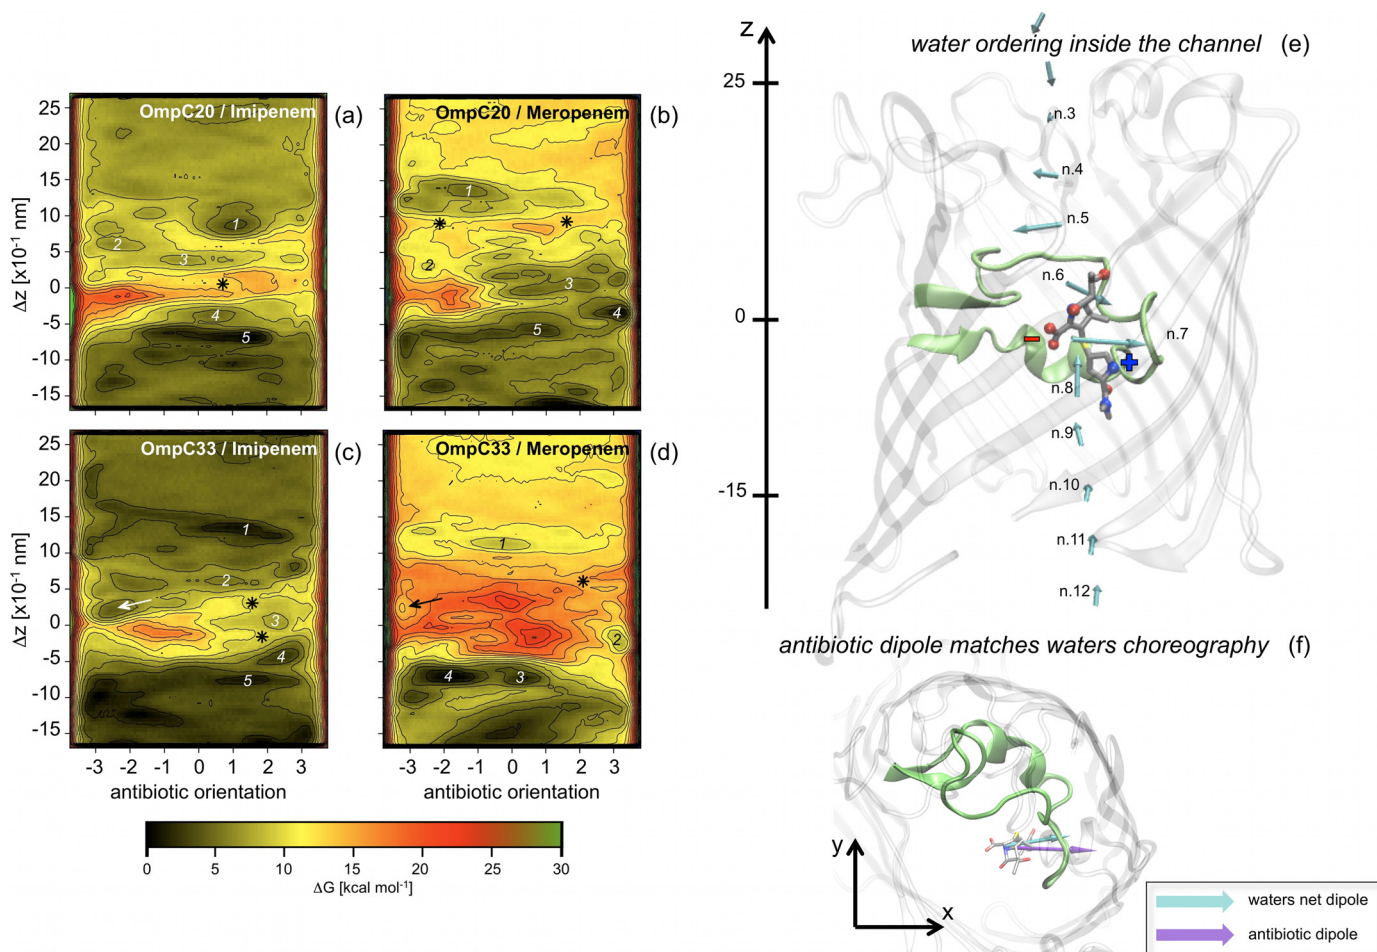 OmpC20 / Imipenem (a)
25
20
15
10
5
0
-5
-10
-15
Δz [x10⁻¹ nm]
1
2
3
*
4
5
OmpC20 / Meropenem (b)
1
*
*
2
3
4
5
OmpC33 / Imipenem (c)
25
20
15
10
5
0
-5
-10
-15
Δz [x10⁻¹ nm]
1
2
*
3
*
4
5
-3 -2 -1 0 1 2 3
antibiotic orientation
OmpC33 / Meropenem (d)
1
*
2
4
3
-3 -2 -1 0 1 2 3
antibiotic orientation
0 5 10 15 20 25 30
ΔG [kcal mol⁻¹]
z
water ordering inside the channel (e)
25
0
-15
n.3
n.4
n.5
n.6
n.7
n.8
n.9
n.10
n.11
n.12
antibiotic dipole matches waters choreography (f)
y
x
waters net dipole
antibiotic dipole